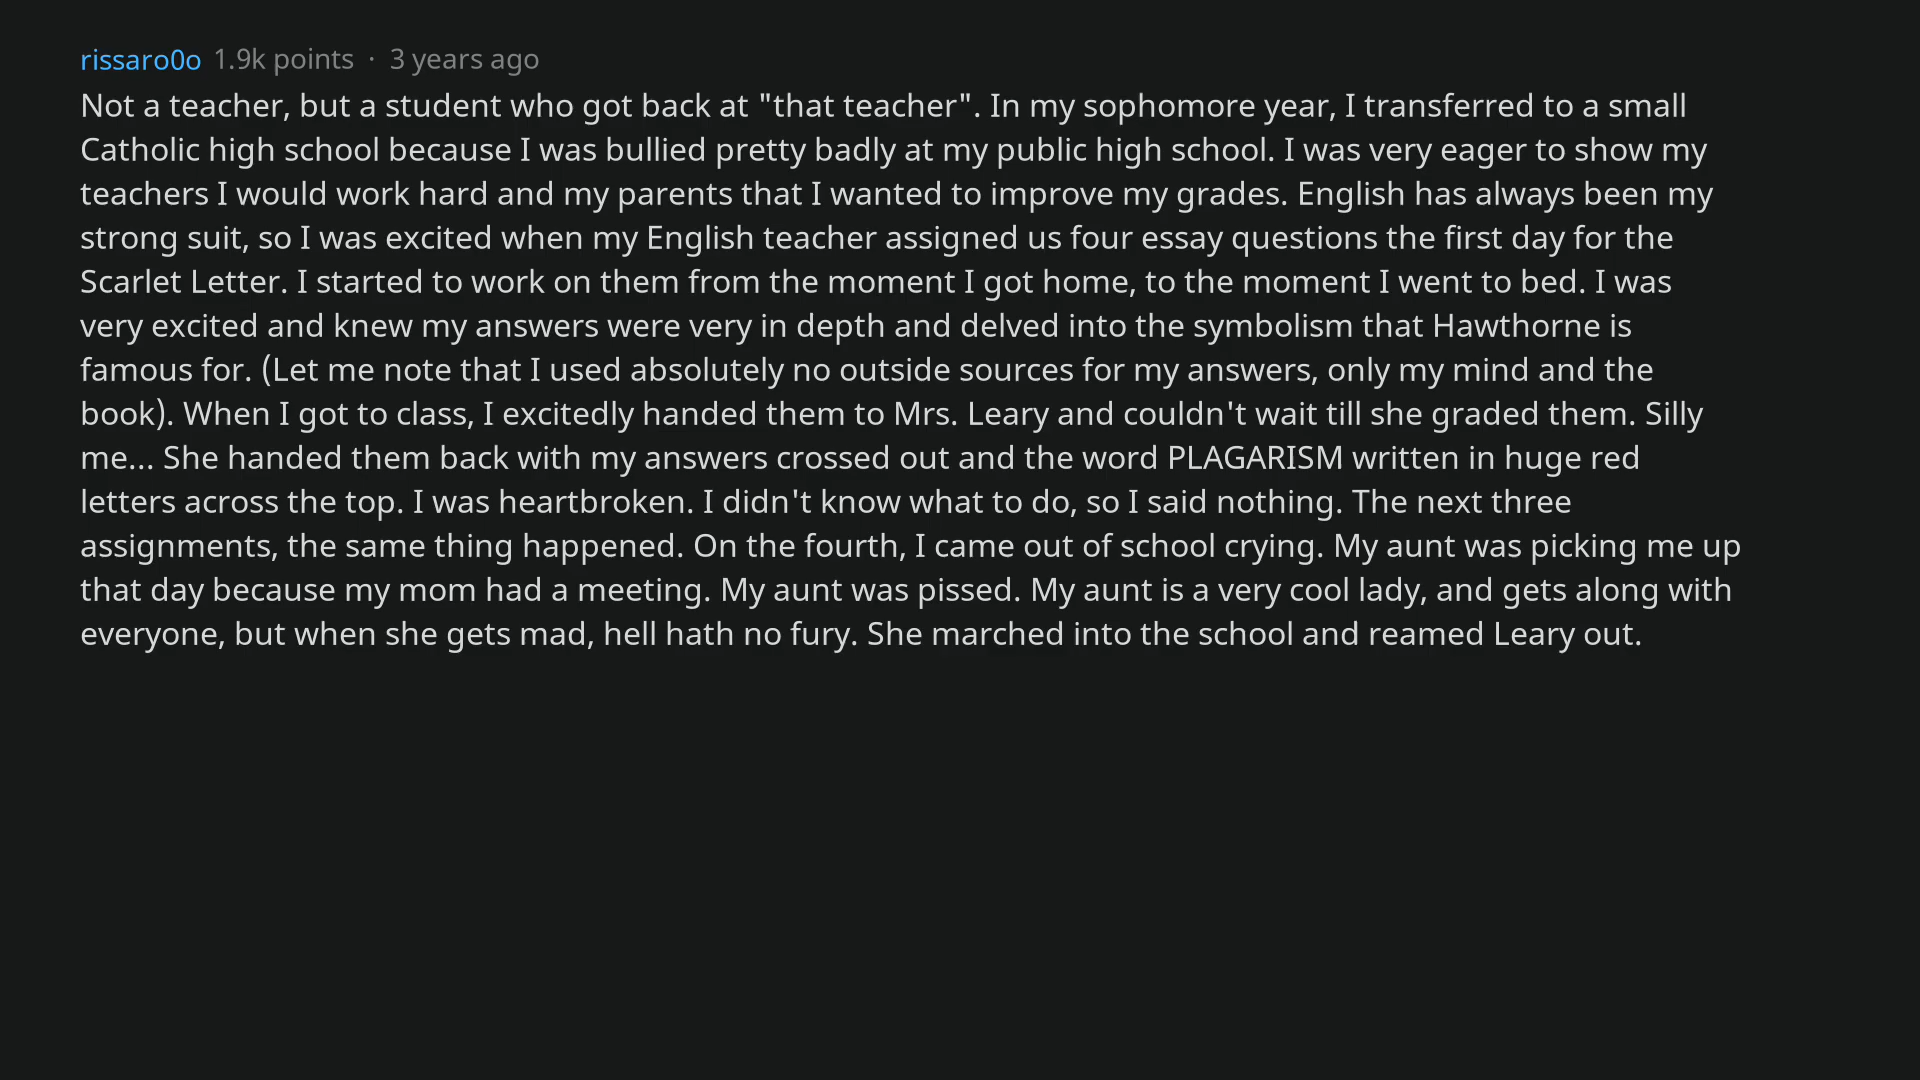 rissaro0o 1.9k points · 3 years ago
Not a teacher, but a student who got back at "that teacher". In my sophomore year, I transferred to a small
Catholic high school because I was bullied pretty badly at my public high school. I was very eager to show my
teachers I would work hard and my parents that I wanted to improve my grades. English has always been my
strong suit, so I was excited when my English teacher assigned us four essay questions the first day for the
Scarlet Letter. I started to work on them from the moment I got home, to the moment I went to bed. I was
very excited and knew my answers were very in depth and delved into the symbolism that Hawthorne is
famous for. (Let me note that I used absolutely no outside sources for my answers, only my mind and the
book). When I got to class, I excitedly handed them to Mrs. Leary and couldn't wait till she graded them. Silly
me... She handed them back with my answers crossed out and the word PLAGARISM written in huge red
letters across the top. I was heartbroken. I didn't know what to do, so I said nothing. The next three
assignments, the same thing happened. On the fourth, I came out of school crying. My aunt was picking me up
that day because my mom had a meeting. My aunt was pissed. My aunt is a very cool lady, and gets along with
everyone, but when she gets mad, hell hath no fury. She marched into the school and reamed Leary out.